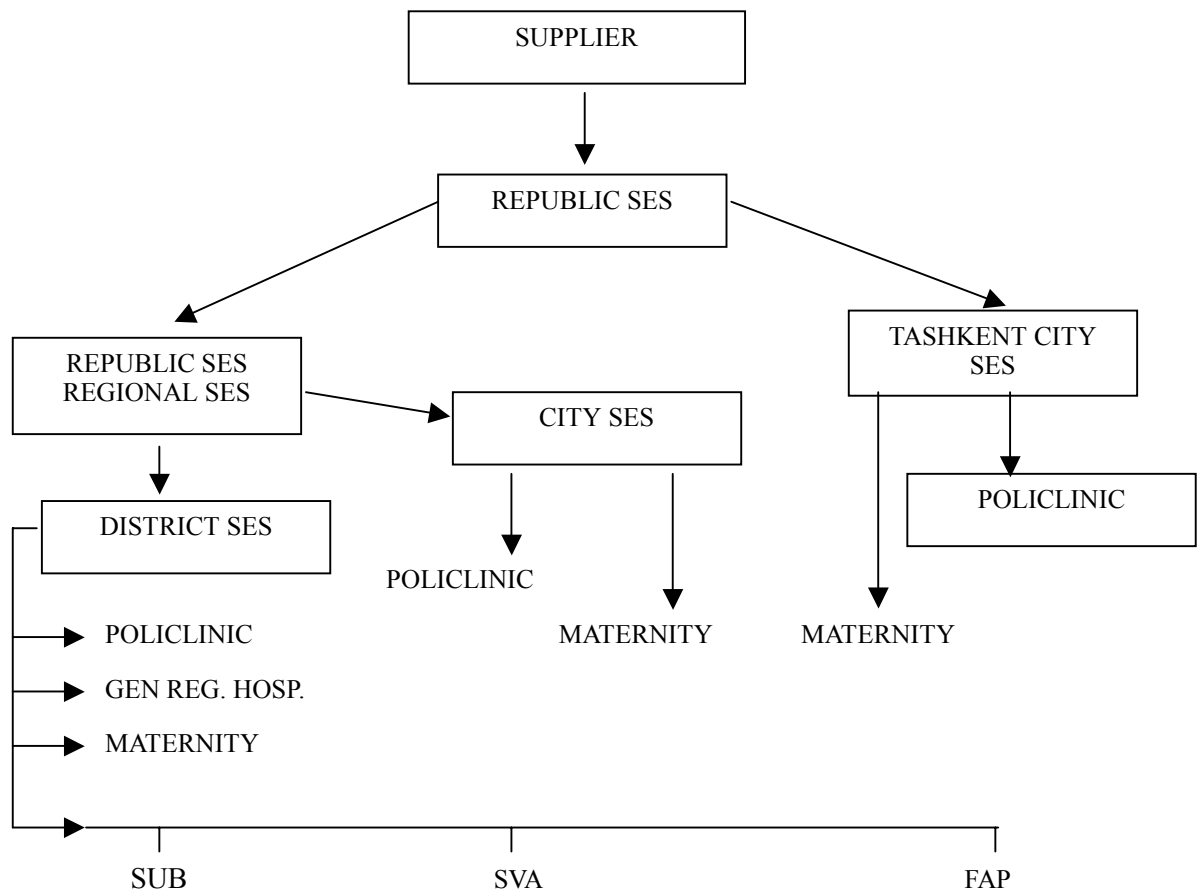 SUPPLIER
REPUBLIC SES
REPUBLIC SES
REGIONAL SES
TASHKENT CITY
SES
CITY SES
DISTRICT SES
POLICLINIC
POLICLINIC
MATERNITY
MATERNITY
POLICLINIC
GEN REG. HOSP.
MATERNITY
SUB
SVA
FAP